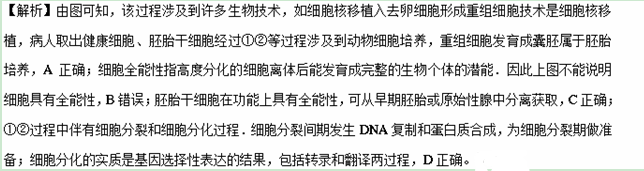 【解析】由图可知，该过程涉及到许多生物技术，如细胞核移植入去卵细胞形成重组细胞技术是细胞核移
植，病人取出健康细胞、胚胎干细胞经过①②等过程涉及到动物细胞培养，重组细胞发育成囊胚属于胚胎
培养，A 正确；细胞全能性指高度分化的细胞离体后能发育成完整的生物个体的潜能．因此上图不能说明
细胞具有全能性，B 错误；胚胎干细胞在功能上具有全能性，可从早期胚胎或原始性腺中分离获取，C 正确；
①②过程中伴有细胞分裂和细胞分化过程．细胞分裂间期发生 DNA 复制和蛋白质合成，为细胞分裂期做准
备；细胞分化的实质是基因选择性表达的结果，包括转录和翻译两过程，D 正确。